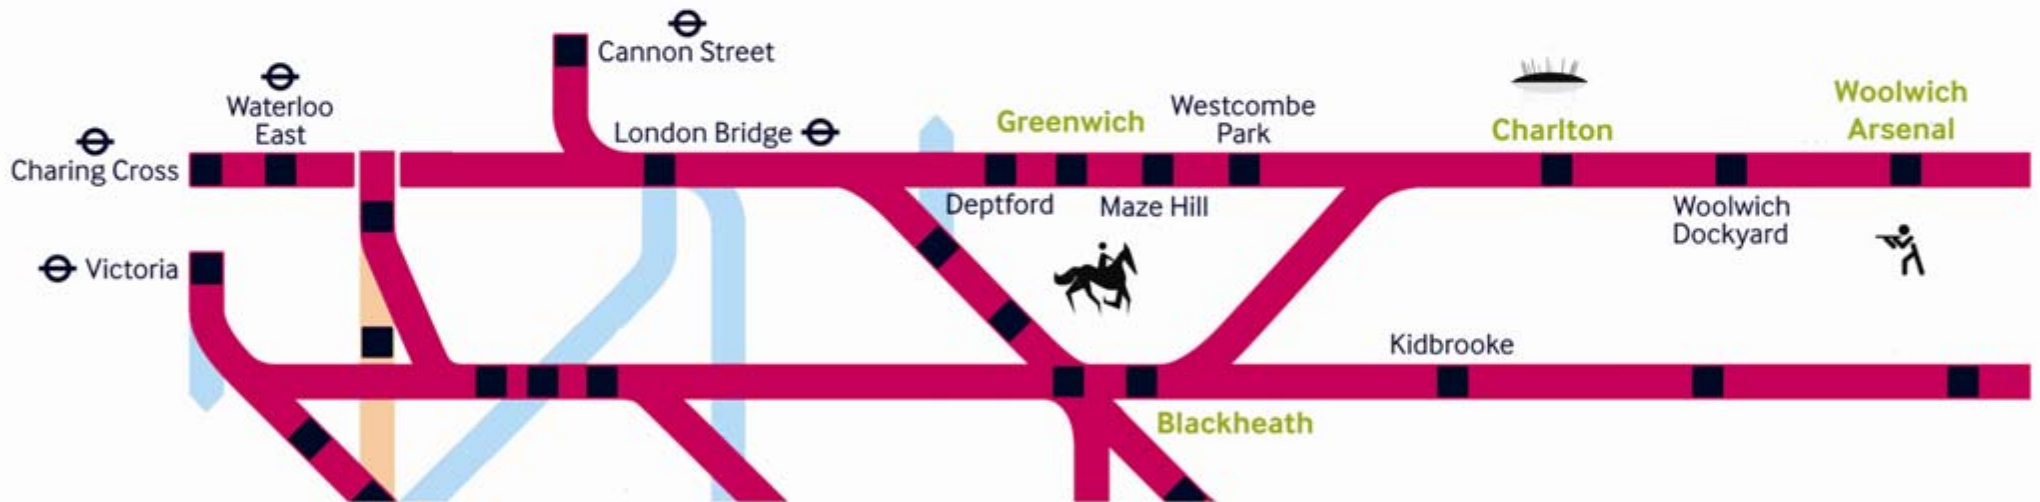 Cannon Street
Waterloo
East
London Bridge
Charing Cross
Victoria
Greenwich
Westcombe
Park
Deptford
Maze Hill
Charlton
Woolwich
Arsenal
Woolwich
Dockyard
Kidbrooke
Blackheath